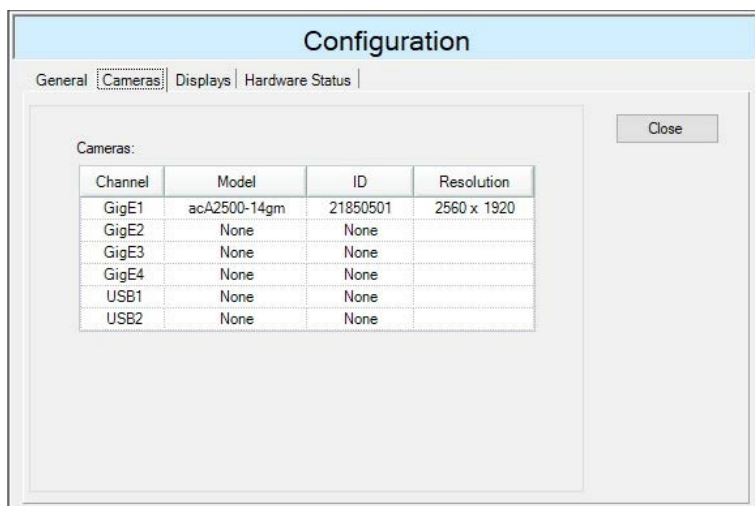 Configuration
General Cameras Displays Hardware Status
Close
Cameras:
Channel Model ID Resolution
GigE1 acA2500-14gm 21850501 2560 x 1920
GigE2 None None
GigE3 None None
GigE4 None None
USB1 None None
USB2 None None